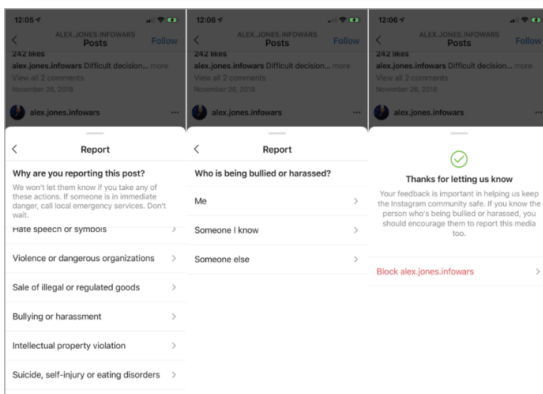 12:05
ALEX.JONES.INFOWARS
Posts
Follow
242 likes
alex.jones.infowars Difficult decision... more
View all 2 comments
November 26, 2018
alex.jones.infowars
Report
Why are you reporting this post?
We won't let them know if you take any of
these actions. If someone is in immediate
danger, call local emergency services. Don't
wait.
Hate speech or symbols
Violence or dangerous organizations
Sale of illegal or regulated goods
Bullying or harassment
Intellectual property violation
Suicide, self-injury or eating disorders
12:06
ALEX.JONES.INFOWARS
Posts
Follow
242 likes
alex.jones.infowars Difficult decision... more
View all 2 comments
November 26, 2018
alex.jones.infowars
Report
Who is being bullied or harassed?
Me
Someone I know
Someone else
12:06
ALEX.JONES.INFOWARS
Posts
Follow
242 likes
alex.jones.infowars Difficult decision... more
View all 2 comments
November 26, 2018
alex.jones.infowars
Thanks for letting us know
Your feedback is important in helping us keep
the Instagram community safe. If you know the
person who's being bullied or harassed, you
should encourage them to report this media
too.
Block alex.jones.infowars